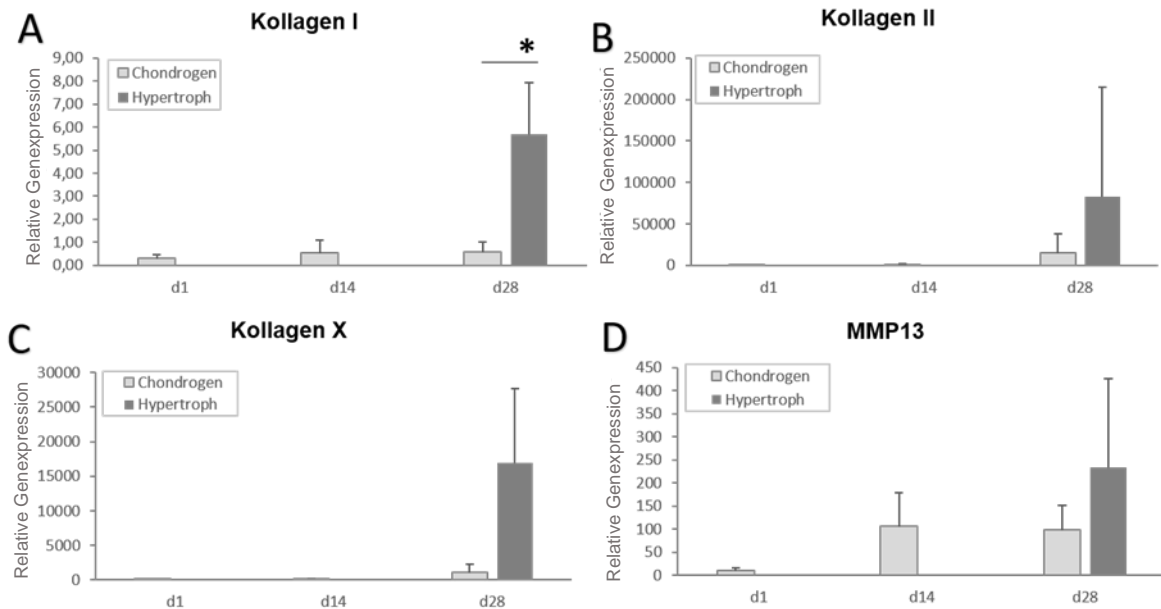 A
Kollagen I
Relative Genexpression
9,00
8,00
7,00
6,00
5,00
4,00
3,00
2,00
1,00
0,00
Chondrogen
Hypertroph
*
d1 d14 d28
B
Kollagen II
Relative Genexpression
250000
200000
150000
100000
50000
0
Chondrogen
Hypertroph
d1 d14 d28
C
Kollagen X
Relative Genexpression
30000
25000
20000
15000
10000
5000
0
Chondrogen
Hypertroph
d1 d14 d28
D
MMP13
Relative Genexpression
450
400
350
300
250
200
150
100
50
0
Chondrogen
Hypertroph
d1 d14 d28